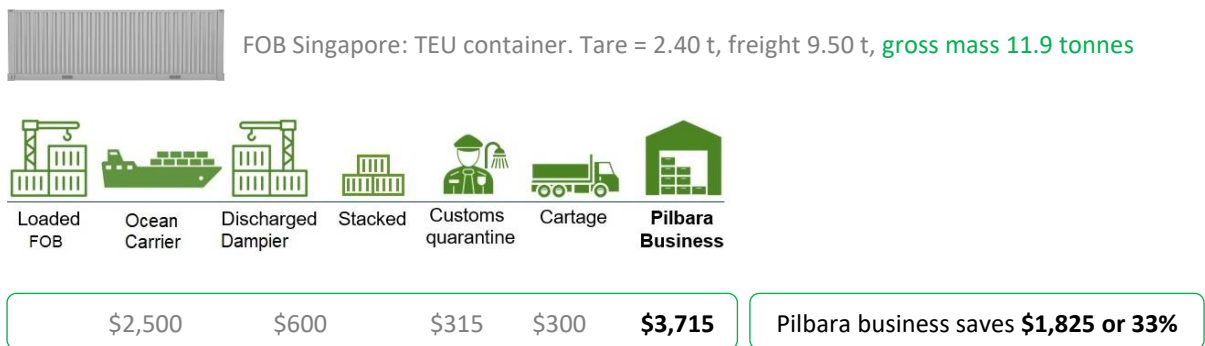 FOB Singapore: TEU container. Tare = 2.40 t, freight 9.50 t, gross mass 11.9 tonnes
Loaded FOB
Ocean Carrier
Discharged Dampier
Stacked
Customs quarantine
Cartage
Pilbara Business
$2,500 $600 $315 $300 $3,715
Pilbara business saves $1,825 or 33%